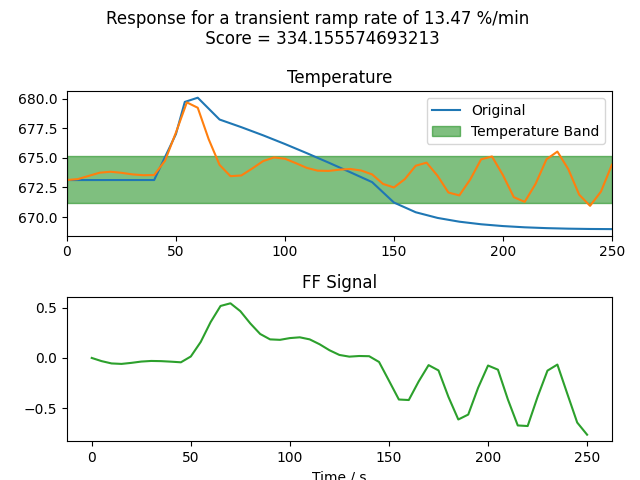 Response for a transient ramp rate of 13.47 %/min
Score = 334.155574693213
Temperature
680.0
677.5
675.0
672.5
670.0
Original
Temperature Band
0
50
100
150
200
250
FF Signal
0.5
0.0
−0.5
0
50
100
150
200
250
Time / s